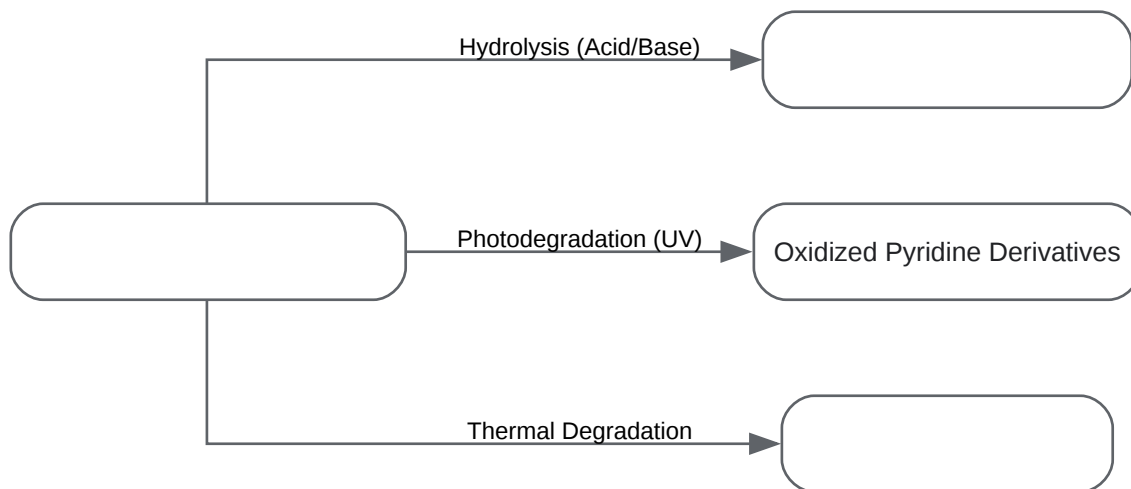 Hydrolysis (Acid/Base)
Photodegradation (UV)
Oxidized Pyridine Derivatives
Thermal Degradation